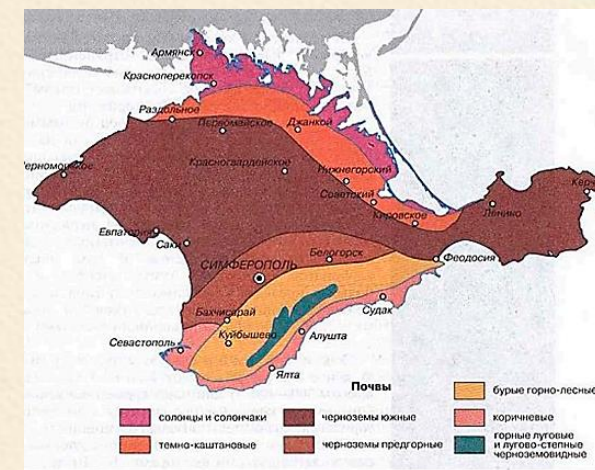 Армянск
Красноперекопск
Раздольное
Первомайское
Джанкой
Красногвардейское
Нижнегорский
Советский
Кировское
Ленино
Керчь
Евпатория
Саки
Белогорск
СИМФЕРОПОЛЬ
Феодосия
Бахчисарай
Судак
Куйбышево
Алушта
Севастополь
Ялта
Почвы
бурые горно-лесные
солонцы и солончаки
черноземы южные
коричневые
темно-каштановые
черноземы предгорные
горные луговые
и лугово-степные
черноземовидные